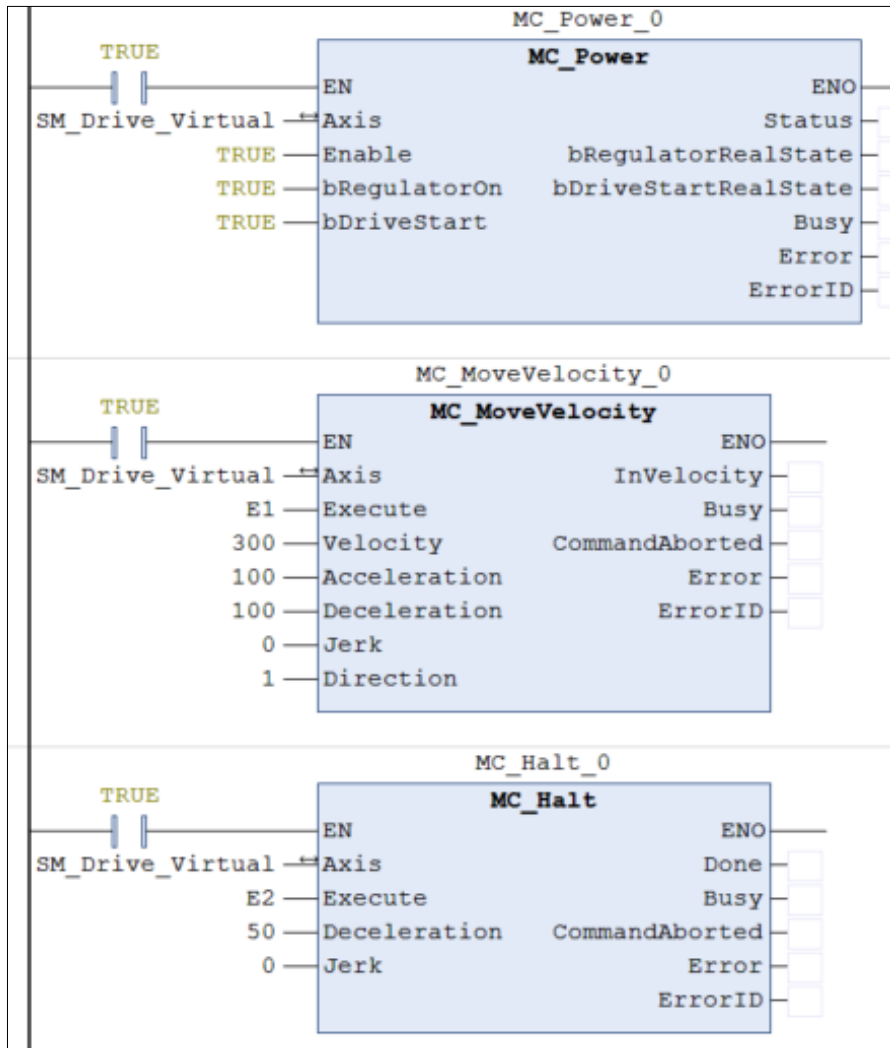 MC_Power_0
TRUE
MC_Power
EN ENO
SM_Drive_Virtual Axis Status
TRUE Enable bRegulatorRealState
TRUE bRegulatorOn bDriveStartRealState
TRUE bDriveStart Busy
Error
ErrorID
MC_MoveVelocity_0
TRUE
MC_MoveVelocity
EN ENO
SM_Drive_Virtual Axis InVelocity
E1 Execute Busy
300 Velocity CommandAborted
100 Acceleration Error
100 Deceleration ErrorID
0 Jerk
1 Direction
MC_Halt_0
TRUE
MC_Halt
EN ENO
SM_Drive_Virtual Axis Done
E2 Execute Busy
50 Deceleration CommandAborted
0 Jerk Error
ErrorID